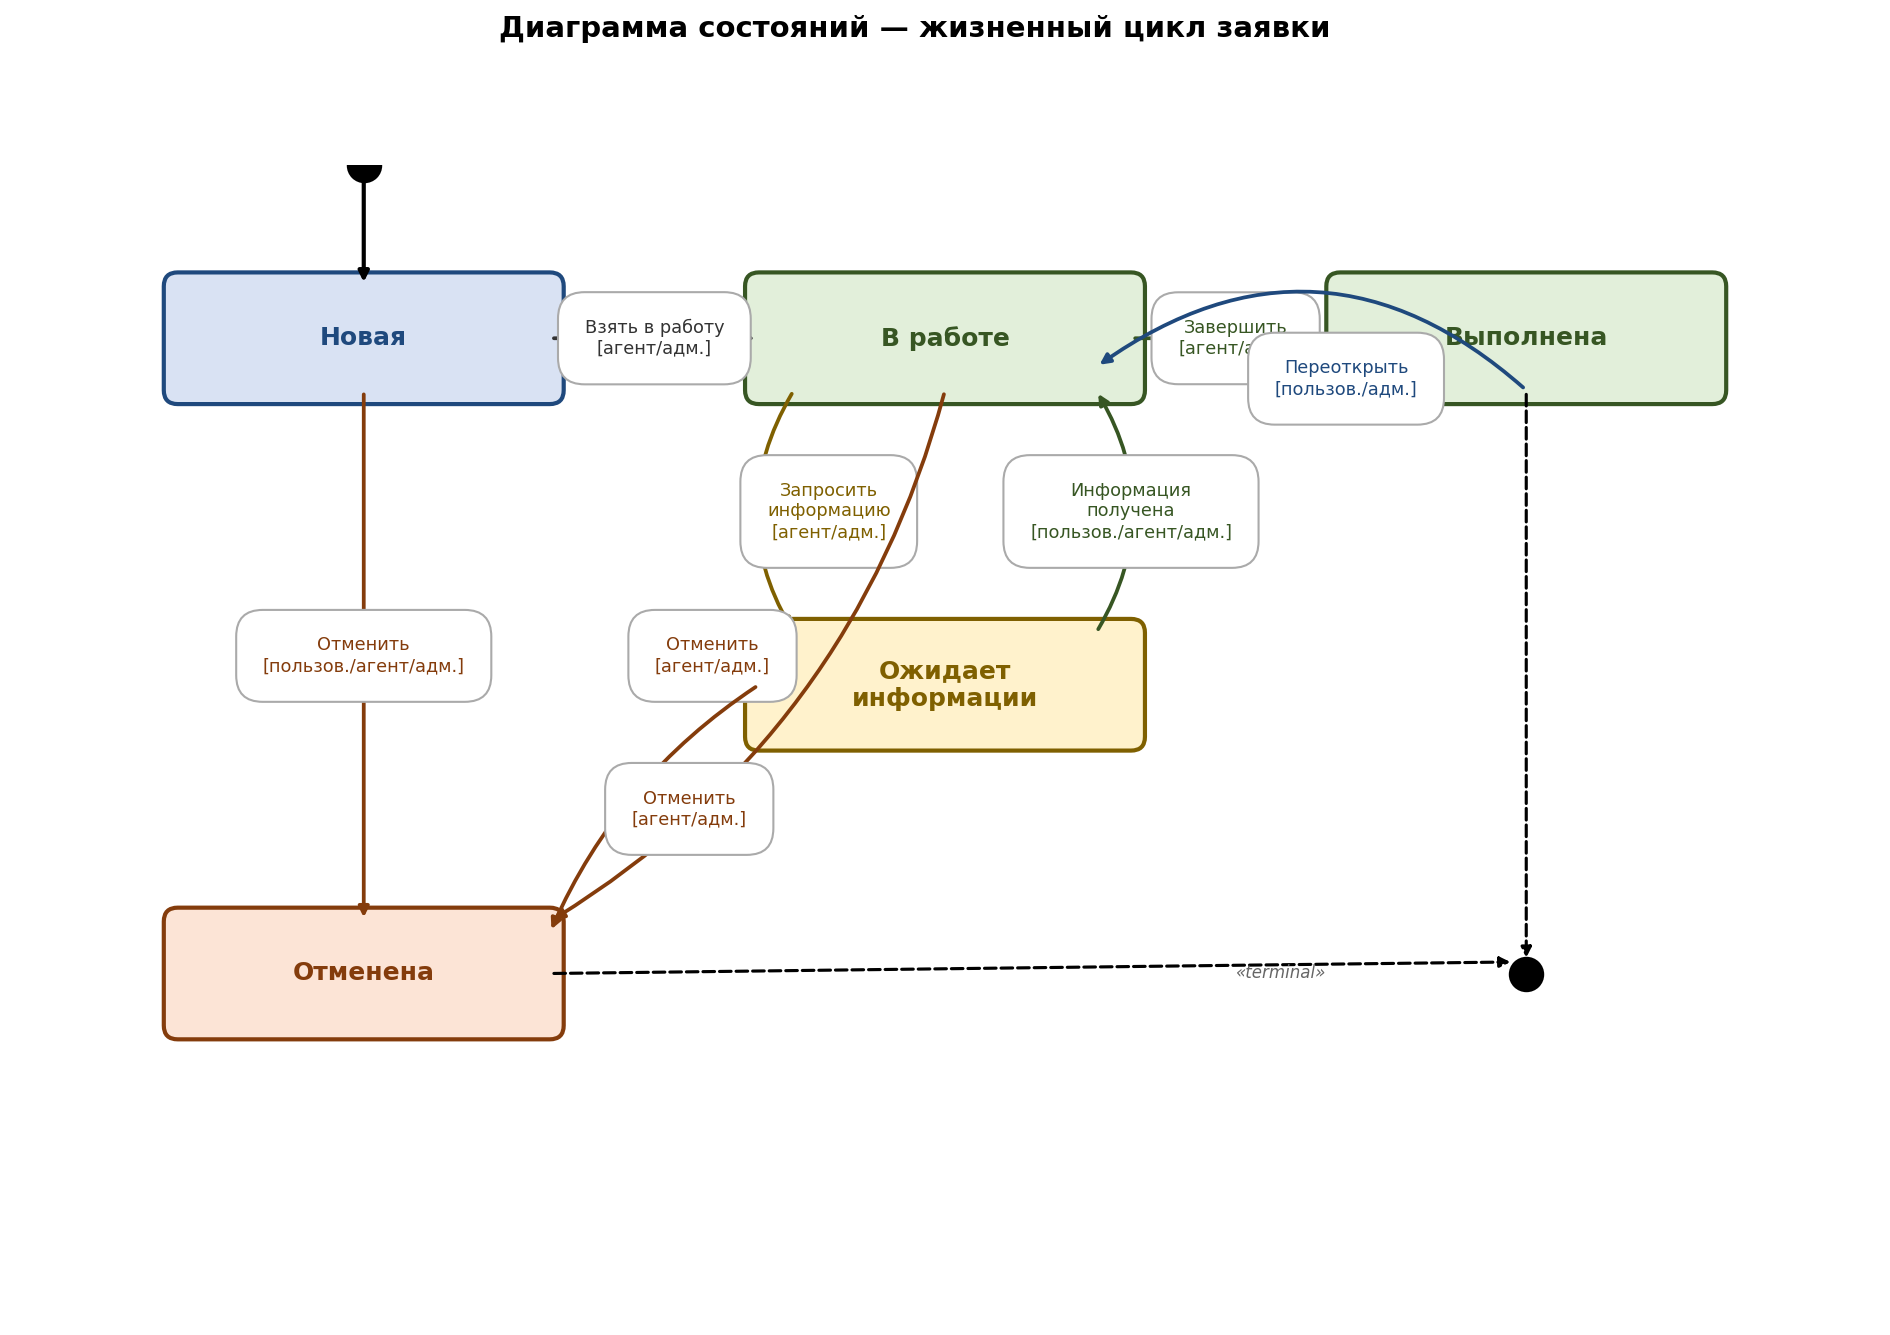 Диаграмма состояний — жизненный цикл заявки
Новая
Взять в работу
[агент/адм.]
В работе
Завершить
[агент/а
Выполнена
Переоткрыть
[пользов./адм.]
Запросить
информацию
[агент/адм.]
Информация
получена
[пользов./агент/адм.]
Отменить
[пользов./агент/адм.]
Отменить
[агент/адм.]
Ожидает
информации
Отменить
[агент/адм.]
Отменена
«terminal»